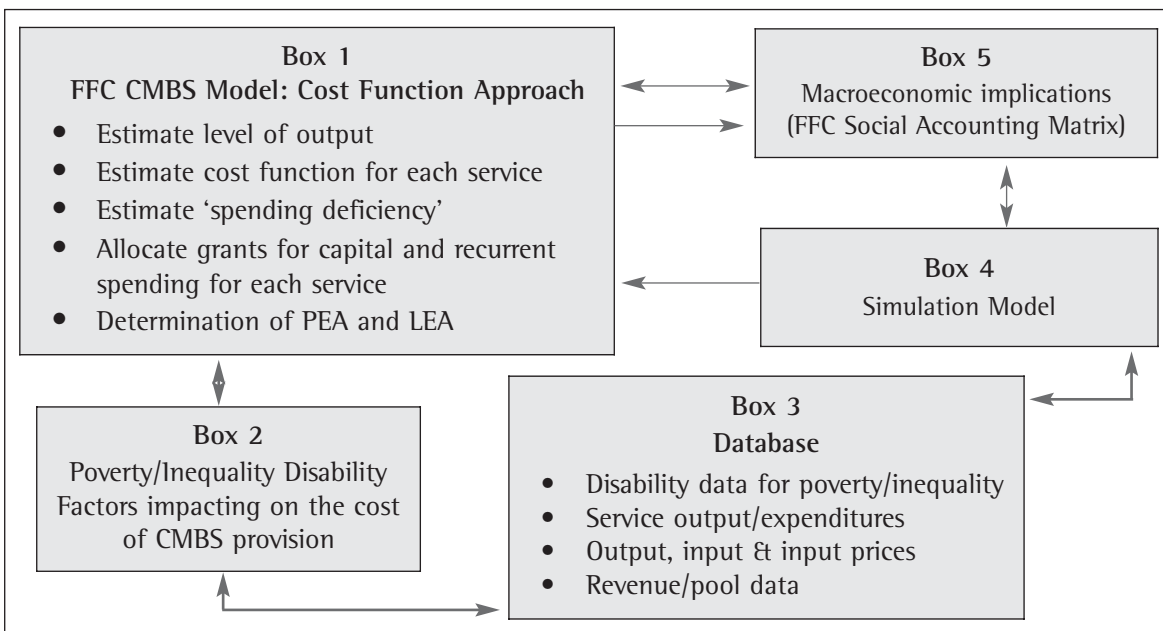 Box 1
FFC CMBS Model: Cost Function Approach
• Estimate level of output
• Estimate cost function for each service
• Estimate ‘spending deficiency’
• Allocate grants for capital and recurrent
spending for each service
• Determination of PEA and LEA
Box 5
Macroeconomic implications
(FFC Social Accounting Matrix)
Box 4
Simulation Model
Box 2
Poverty/Inequality Disability
Factors impacting on the cost
of CMBS provision
Box 3
Database
• Disability data for poverty/inequality
• Service output/expenditures
• Output, input & input prices
• Revenue/pool data